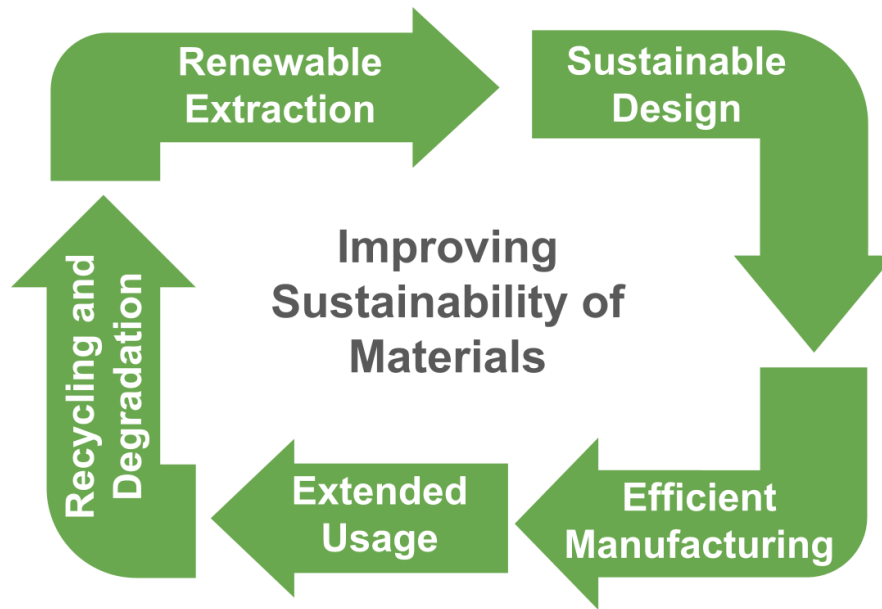 Renewable
Extraction
Sustainable
Design
Improving
Sustainability of
Materials
Efficient
Manufacturing
Extended
Usage
Recycling and
Degradation